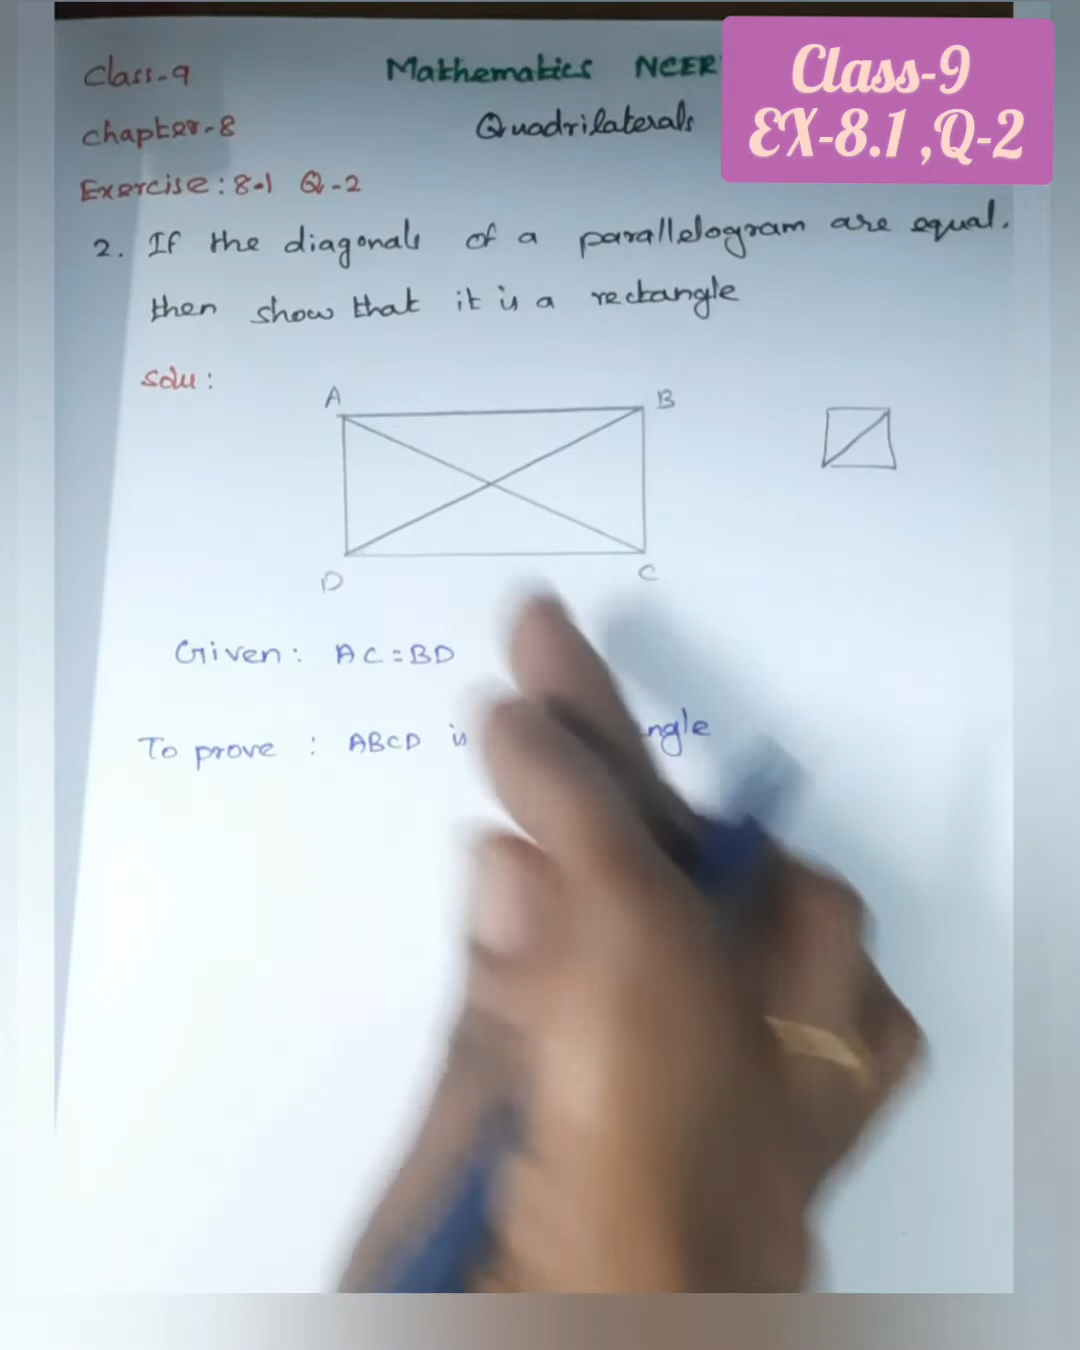 Class-9
Mathematics NCER
Class-9
EX-8.1 ,Q-2
chapter-8
Quadrilaterals
Exercise: 8.1 Q-2
2. If the diagonals of a parallelogram are equal.
then show that it is a rectangle
Solu:
A
B
D
C
Given: AC=BD
To prove : ABCD is